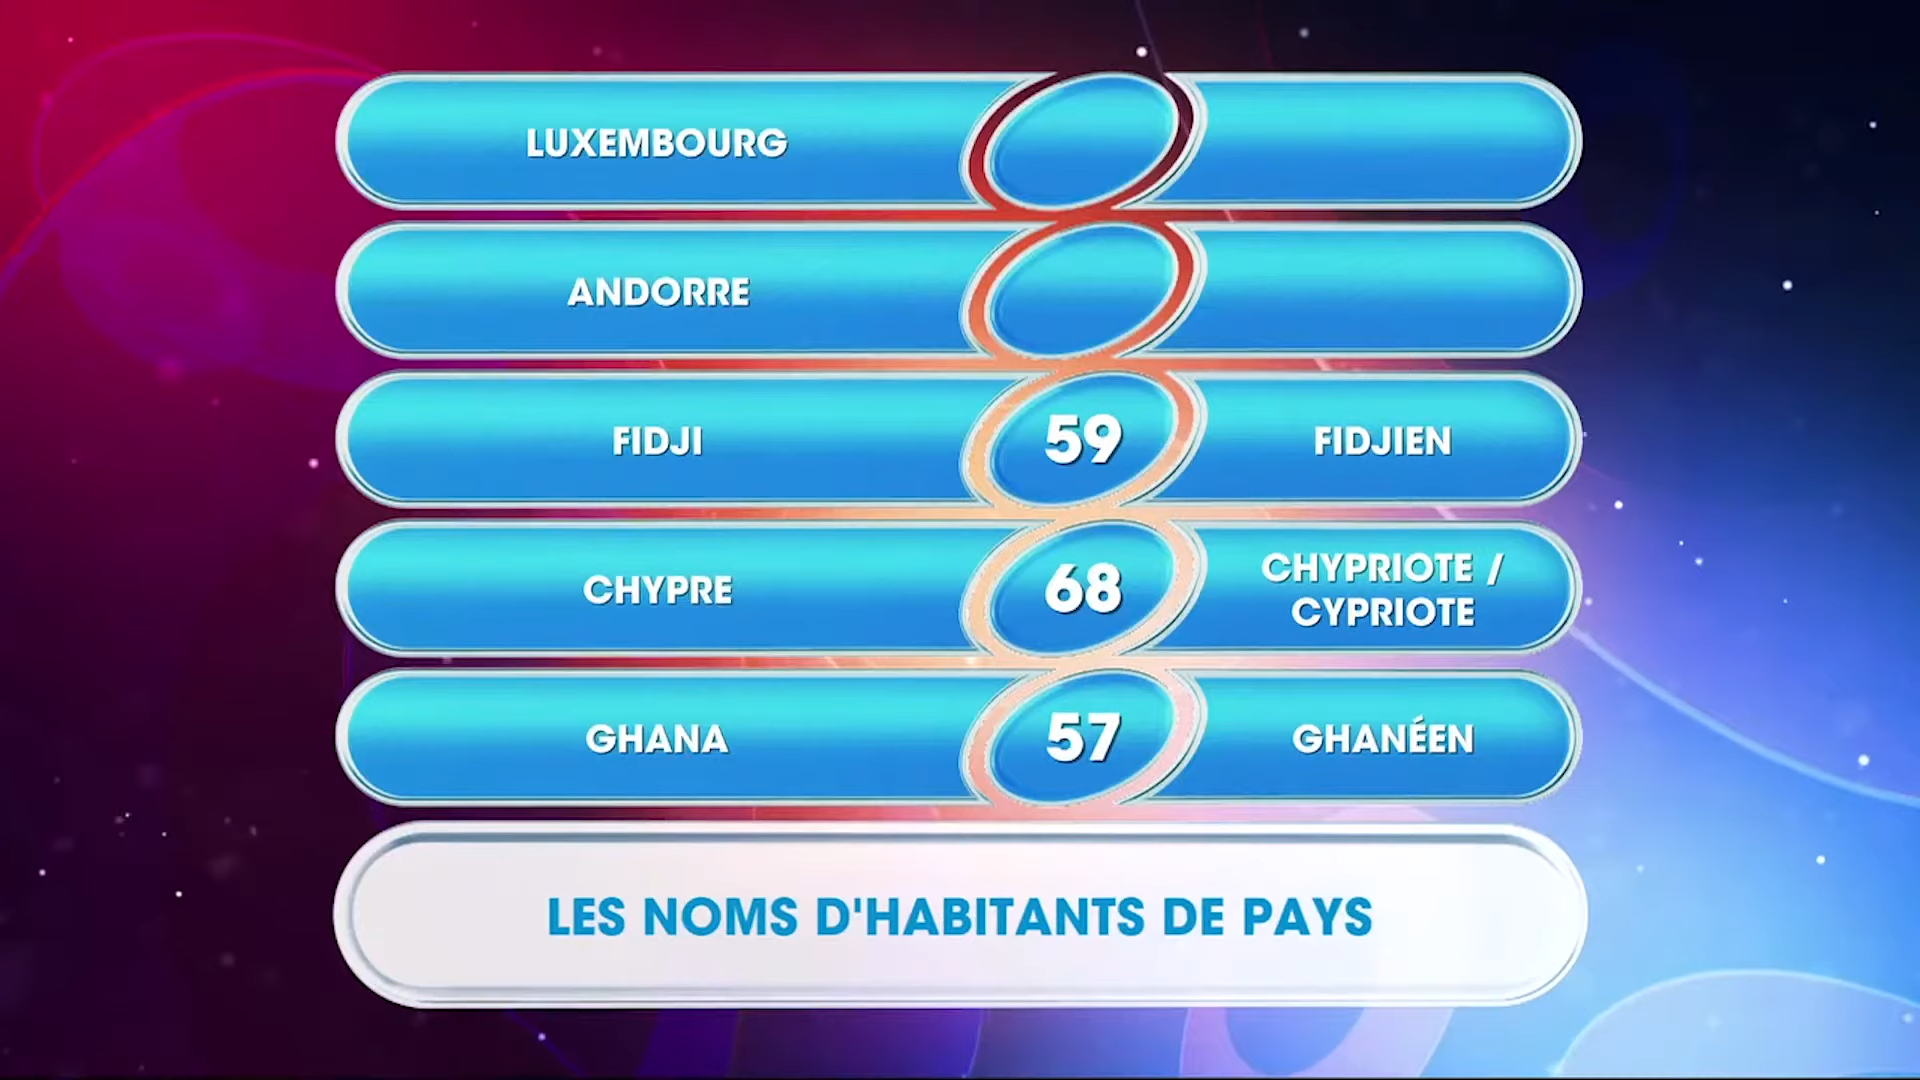 LUXEMBOURG
ANDORRE
FIDJI 59 FIDJIEN
CHYPRE 68 CHYPRIOTE /
CYPRIOTE
GHANA 57 GHANÉEN
LES NOMS D'HABITANTS DE PAYS